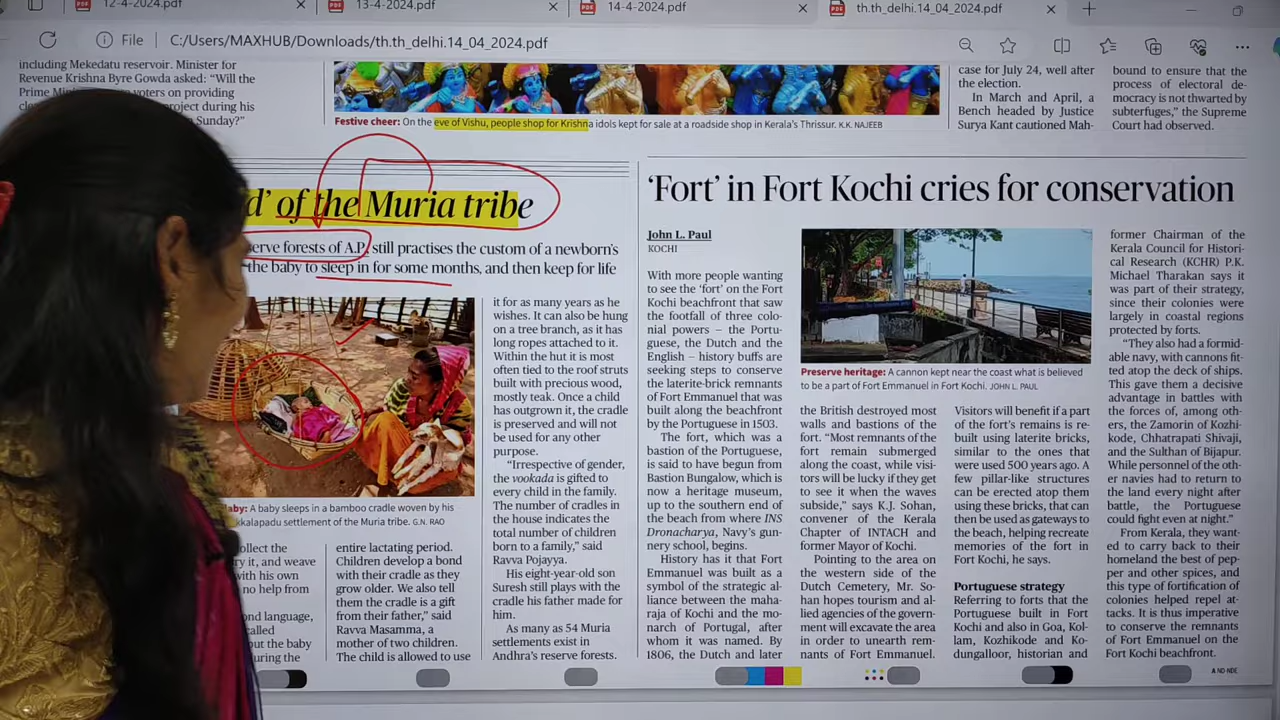 12-4-2024.pdf
13-4-2024.pdf
14-4-2024.pdf
th.th_delhi.14_04_2024.pdf
File
C:/Users/MAXHUB/Downloads/th.th_delhi.14_04_2024.pdf
including Mekedatu reservoir. Minister for
Revenue Krishna Byre Gowda asked: “Will the
Prime voters on providing
project during his
Sunday?”
Festive cheer: On the eve of Vishu, people shop for Krishna idols kept for sale at a roadside shop in Kerala's Thrissur. K.K. NAJEEB
case for July 24, well after
the election.
In March and April, a
Bench headed by Justice
Surya Kant cautioned Mah-
bound to ensure that the
process of electoral de-
mocracy is not thwarted by
subterfuges,” the Supreme
Court had observed.
of the Muria tribe
forests of A.P. still practises the custom of a newborn's
the baby to sleep in for some months, and then keep for life
A baby sleeps in a bamboo cradle woven by his
settlement of the Muria tribe. G.N. RAO
ollect the
ry it, and weave
with his own
no help from
language,
called
the baby
the
entire lactating period.
Children develop a bond
with their cradle as they
grow older. We also tell
them the cradle is a gift
from their father,” said
Ravva Masamma, a
mother of two children.
The child is allowed to use
it for as many years as he
wishes. It can also be hung
on a tree branch, as it has
long ropes attached to it.
Within the hut it is most
often tied to the roof struts
built with precious wood,
mostly teak. Once a child
has outgrown it, the cradle
is preserved and will not
be used for any other
purpose.
“Irrespective of gender,
the vookada is gifted to
every child in the family.
The number of cradles in
the house indicates the
total number of children
born to a family,” said
Ravva Pojayya.
His eight-year-old son
Suresh still plays with the
cradle his father made for
him.
As many as 54 Muria
settlements exist in
Andhra's reserve forests.
‘Fort’ in Fort Kochi cries for conservation
John L. Paul
KOCHI
With more people wanting
to see the ‘fort’ on the Fort
Kochi beachfront that saw
the footfall of three colo-
nial powers – the Portu-
guese, the Dutch and the
English – history buffs are
seeking steps to conserve
the laterite-brick remnants
of Fort Emmanuel that was
built along the beachfront
by the Portuguese in 1503.
The fort, which was a
bastion of the Portuguese,
is said to have begun from
Bastion Bungalow, which is
now a heritage museum,
up to the southern end of
the beach from where INS
Dronacharya, Navy's gun-
nery school, begins.
History has it that Fort
Emmanuel was built as a
symbol of the strategic al-
liance between the maha-
raja of Kochi and the mo-
narch of Portugal, after
whom it was named. By
1806, the Dutch and later
Preserve heritage: A cannon kept near the coast what is believed
to be a part of Fort Emmanuel in Fort Kochi. JOHN L. PAUL
the British destroyed most
walls and bastions of the
fort. “Most remnants of the
fort remain submerged
along the coast, while visi-
tors will be lucky if they get
to see it when the waves
subside,” says K.J. Sohan,
convener of the Kerala
Chapter of INTACH and
former Mayor of Kochi.
Pointing to the area on
the western side of the
Dutch Cemetery, Mr. So-
han hopes tourism and al-
lied agencies of the govern-
ment will excavate the area
in order to unearth rem-
nants of Fort Emmanuel.
Visitors will benefit if a part
of the fort's remains is re-
built using laterite bricks,
similar to the ones that
were used 500 years ago. A
few pillar-like structures
can be erected atop them
using these bricks, that can
then be used as gateways to
the beach, helping recreate
memories of the fort in
Fort Kochi, he says.
Portuguese strategy
Referring to forts that the
Portuguese built in Fort
Kochi and also in Goa, Kol-
lam, Kozhikode and Ko-
dungalloor, historian and
former Chairman of the
Kerala Council for Histori-
cal Research (KCHR) P.K.
Michael Tharakan says it
was part of their strategy,
since their colonies were
largely in coastal regions
protected by forts.
“They also had a formid-
able navy, with cannons fit-
ted atop the deck of ships.
This gave them a decisive
advantage in battles with
the forces of, among oth-
ers, the Zamorin of Kozhi-
kode, Chhatrapati Shivaji,
and the Sulthan of Bijapur.
While personnel of the oth-
er navies had to return to
the land every night after
battle, the Portuguese
could fight even at night.”
From Kerala, they want-
ed to carry back to their
homeland the best of pep-
per and other spices, and
this type of fortification of
colonies helped repel at-
tacks. It is thus imperative
to conserve the remnants
of Fort Emmanuel on the
Fort Kochi beachfront.
A ND-NDE